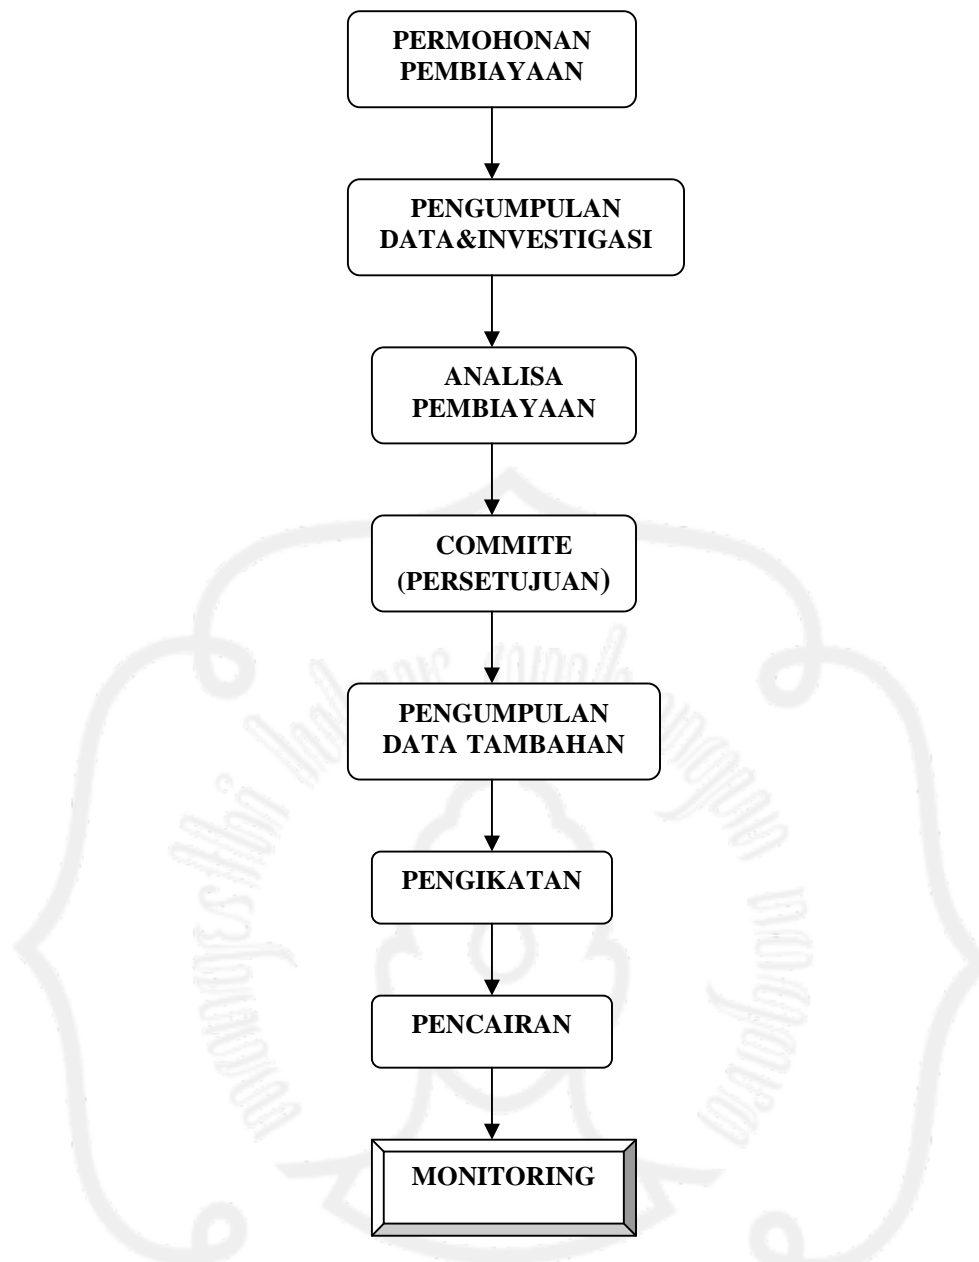 PERMOHONAN
PEMBIAYAAN
PENGUMPULAN
DATA&INVESTIGASI
ANALISA
PEMBIAYAAN
COMMITE
(PERSETUJUAN)
PENGUMPULAN
DATA TAMBAHAN
PENGIKATAN
PENCAIRAN
MONITORING